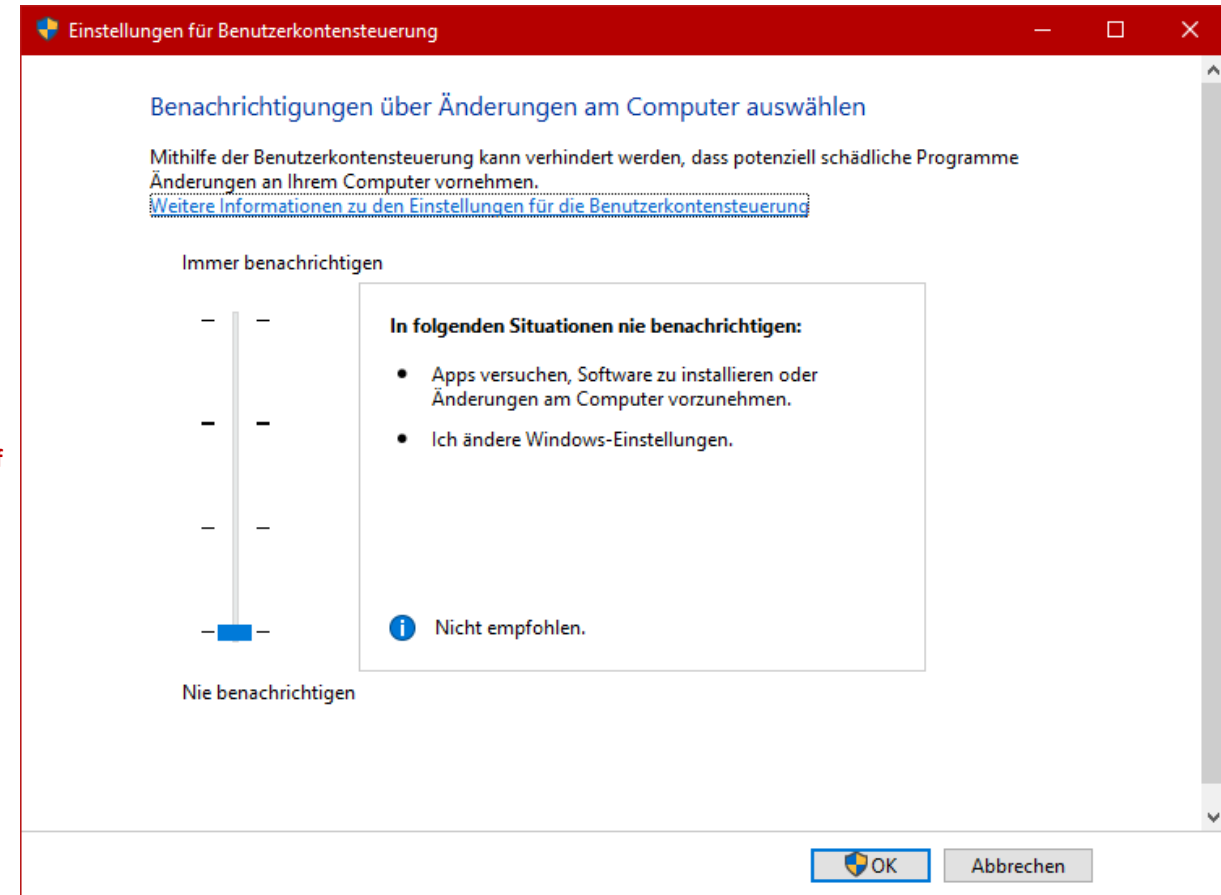 Einstellungen für Benutzerkontensteuerung
Benachrichtigungen über Änderungen am Computer auswählen
Mithilfe der Benutzerkontensteuerung kann verhindert werden, dass potenziell schädliche Programme
Änderungen an Ihrem Computer vornehmen.
Weitere Informationen zu den Einstellungen für die Benutzerkontensteuerung
Immer benachrichtigen
In folgenden Situationen nie benachrichtigen:
• Apps versuchen, Software zu installieren oder
Änderungen am Computer vorzunehmen.
• Ich ändere Windows-Einstellungen.
Nicht empfohlen.
Nie benachrichtigen
OK
Abbrechen